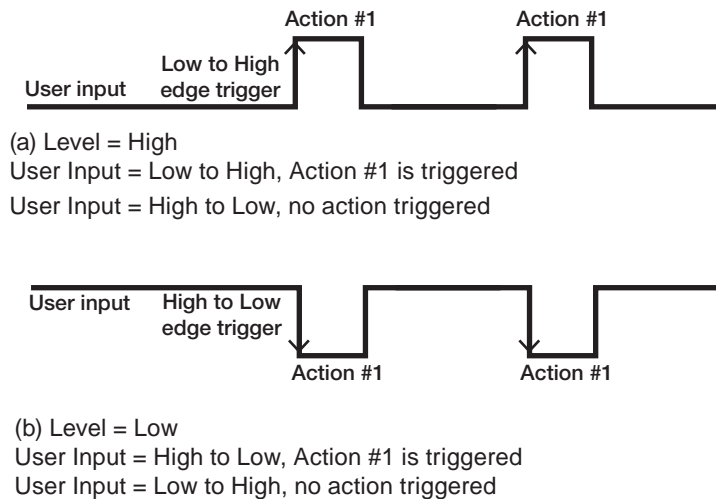 Action #1
Action #1
Low to High
edge trigger
User input
(a) Level = High
User Input = Low to High, Action #1 is triggered
User Input = High to Low, no action triggered
User input
High to Low
edge trigger
Action #1
Action #1
(b) Level = Low
User Input = High to Low, Action #1 is triggered
User Input = Low to High, no action triggered